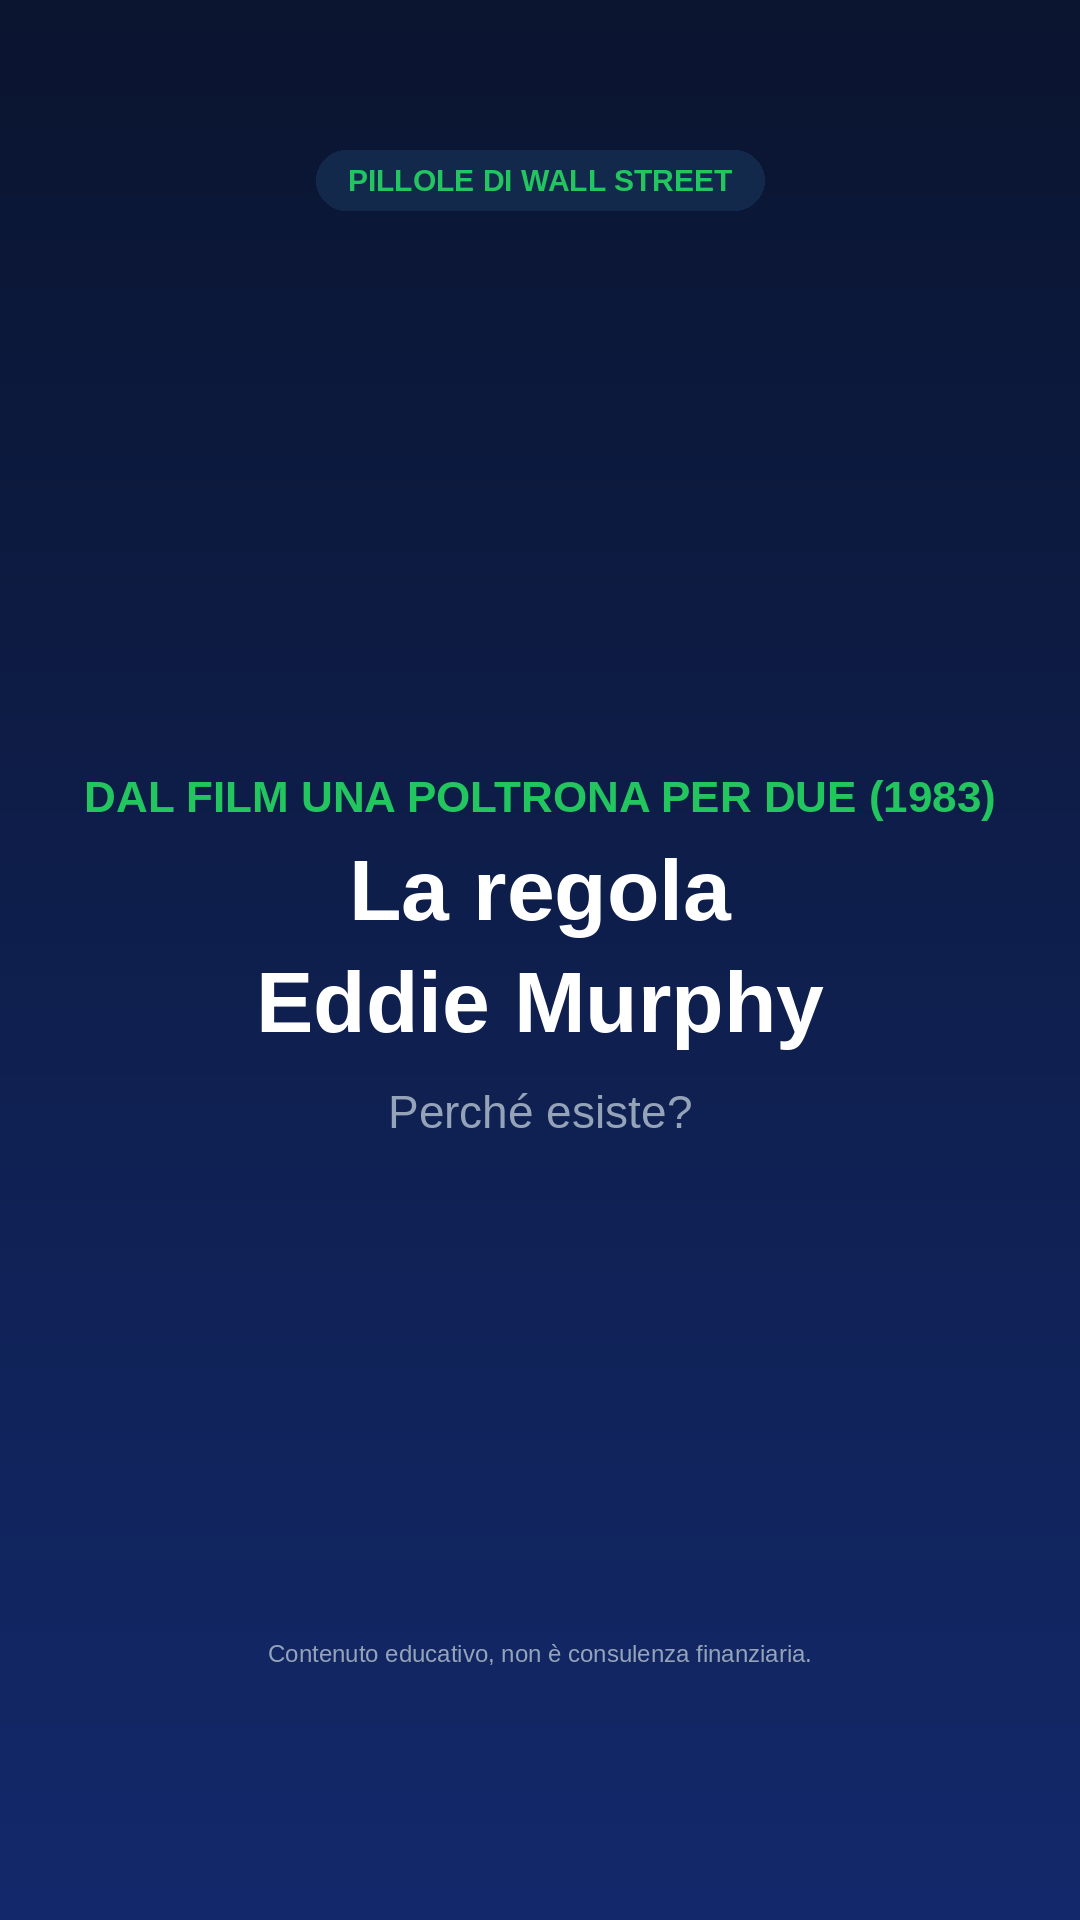 PILLOLE DI WALL STREET
DAL FILM UNA POLTRONA PER DUE (1983)
La regola
Eddie Murphy
Perché esiste?
Contenuto educativo, non è consulenza finanziaria.